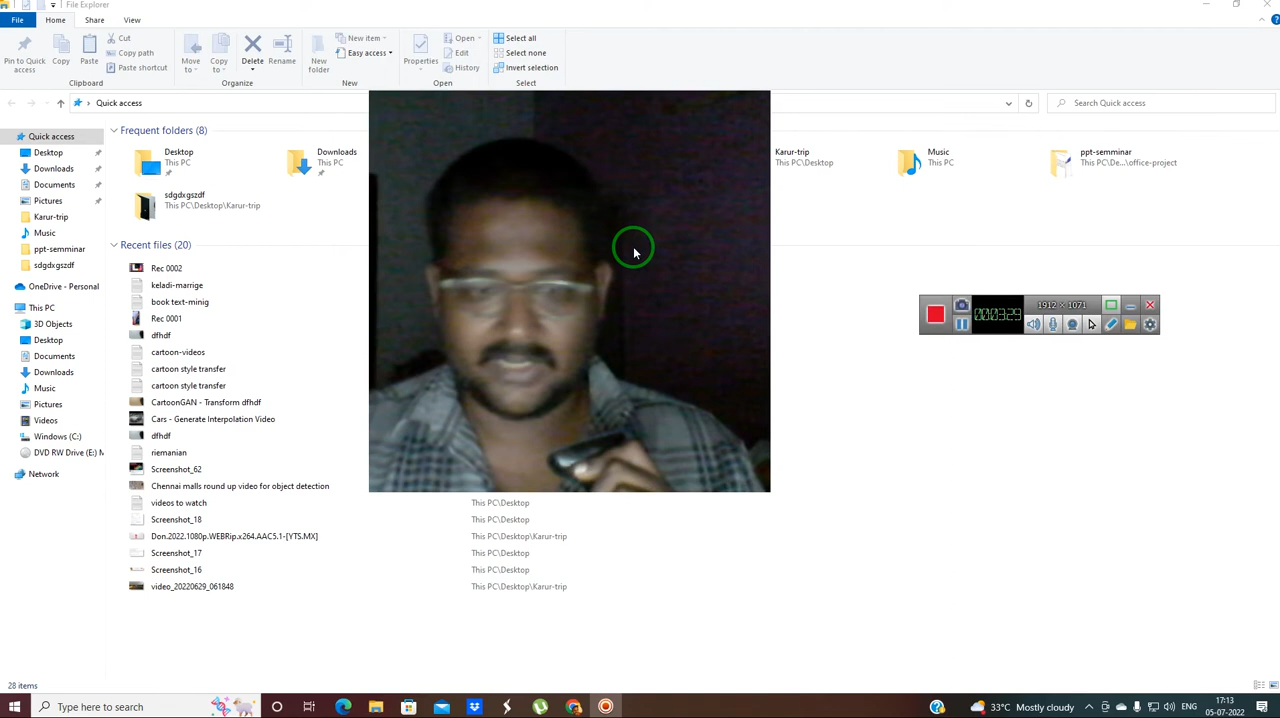 File Explorer
File Home Share View
Pin to Quick access
Copy
Paste
Cut
Copy path
Paste shortcut
Clipboard
Move to
Copy to
Delete
Rename
Organize
New folder
New item
Easy access
New
Properties
Open
Edit
History
Open
Select all
Select none
Invert selection
Select
Quick access
Search Quick access
Quick access
Desktop
Downloads
Documents
Pictures
Karur-trip
Music
ppt-semminar
sdgdxgszdf
OneDrive - Personal
This PC
3D Objects
Desktop
Documents
Downloads
Music
Pictures
Videos
Windows (C:)
DVD RW Drive (E:) M
Network
Frequent folders (8)
Desktop
This PC
Downloads
This PC
Karur-trip
This PC\Desktop
Music
This PC
ppt-semminar
This PC\De...\office-project
sdgdxgszdf
This PC\Desktop\Karur-trip
Recent files (20)
Rec 0002
keladi-marrige
book text-minig
Rec 0001
dfhdf
cartoon-videos
cartoon style transfer
cartoon style transfer
CartoonGAN - Transform dfhdf
Cars - Generate Interpolation Video
dfhdf
riemanian
Screenshot_62
Chennai malls round up video for object detection
videos to watch This PC\Desktop
Screenshot_18 This PC\Desktop
Don.2022.1080p.WEBRip.x264.AAC5.1-[YTS.MX] This PC\Desktop\Karur-trip
Screenshot_17 This PC\Desktop
Screenshot_16 This PC\Desktop
video_20220629_061848 This PC\Desktop\Karur-trip
00:03:29
1912 × 1071
28 items
Type here to search
33°C Mostly cloudy
ENG
17:13
05-07-2022